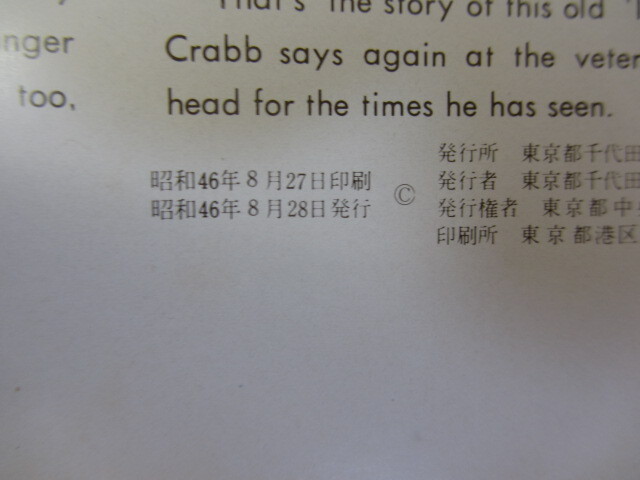 That's the story of this old
Crabb says again at the
head for the times he has seen.
too,
昭和46年8月27日印刷
昭和46年8月28日発行
©
発行所 東京都千代田
発行者 東京都千代田
発行権者 東京都中
印刷所 東京都港区